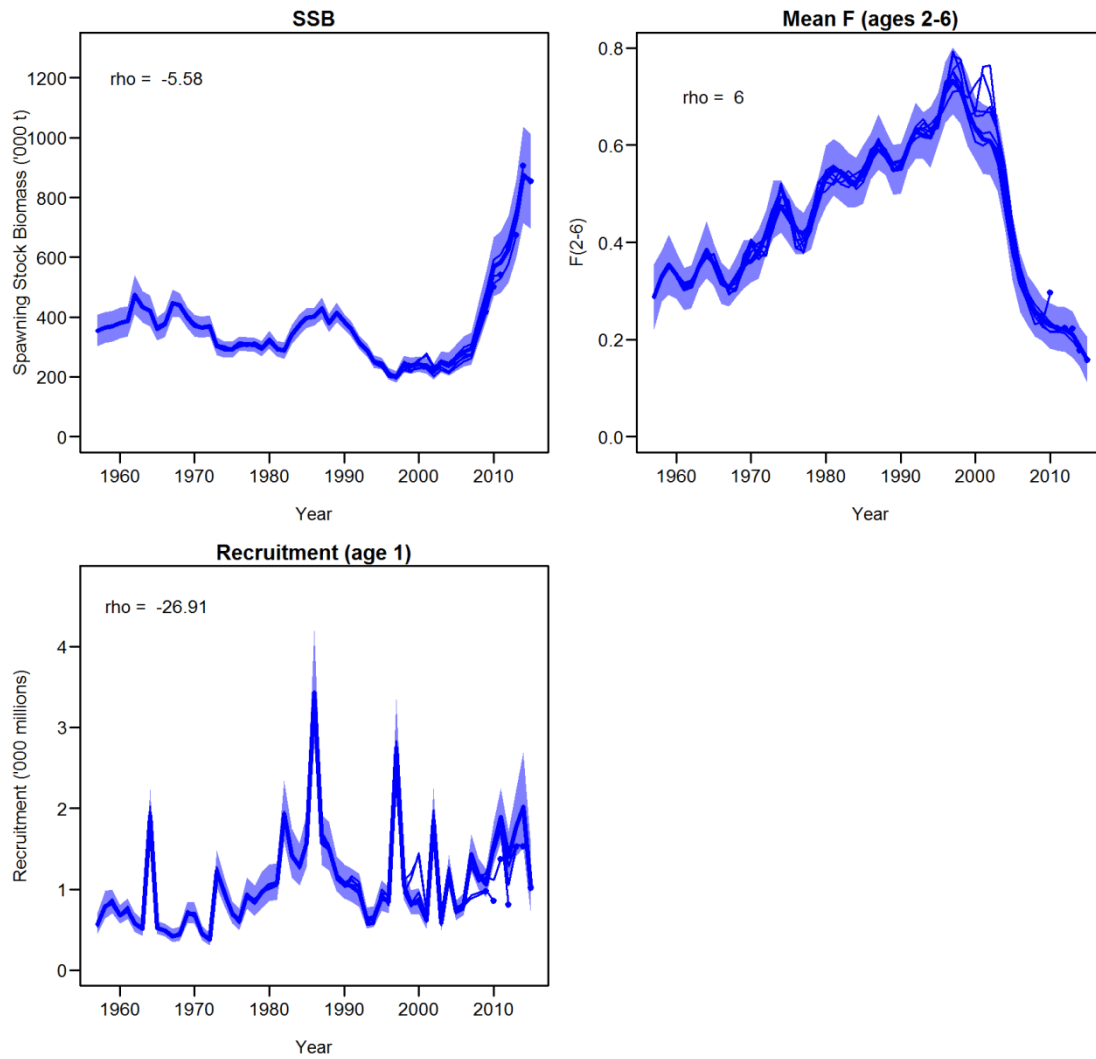 SSB
rho = -5.58
Spawning Stock Biomass ('000 t)
1200
1000
800
600
400
200
0
1960 1970 1980 1990 2000 2010
Year
Mean F (ages 2-6)
rho = 6
F(2-6)
0.8
0.6
0.4
0.2
0.0
1960 1970 1980 1990 2000 2010
Year
Recruitment (age 1)
rho = -26.91
Recruitment ('000 millions)
4
3
2
1
0
1960 1970 1980 1990 2000 2010
Year